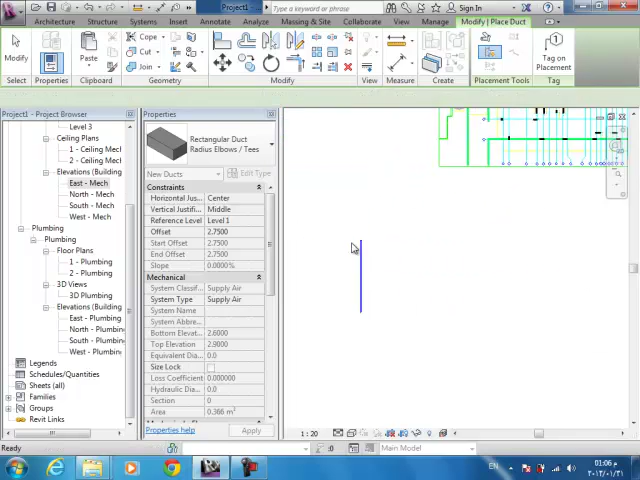 Project1
Sign In
Architecture Structure Systems Insert Annotate Analyze Massing & Site Collaborate View Manage Modify | Place Duct
Modify
Paste
Cope
Cut
Join
Measure
Create
Tag on
Placement
Select Properties Clipboard Geometry Modify View Measure Create Placement Tools Tag
Project1 - Project Browser
Level 3
Ceiling Plans
1 - Ceiling Mech
2 - Ceiling Mech
Elevations (Building
East - Mech
North - Mech
South - Mech
West - Mech
Plumbing
Plumbing
Floor Plans
1 - Plumbing
2 - Plumbing
3D Views
3D Plumbing
Elevations (Building
East - Plumbing
North - Plumbing
South - Plumbing
West - Plumbing
Legends
Schedules/Quantities
Sheets (all)
Families
Groups
Revit Links
Properties
Rectangular Duct
Radius Elbows / Tees
New Ducts
Edit Type
Constraints
Horizontal Jus... Center
Vertical Justifi... Middle
Reference Level Level 1
Offset 2.7500
Start Offset 2.7500
End Offset 2.7500
Slope 0.0000%
Mechanical
System Classif... Supply Air
System Type Supply Air
System Name
System Abbre...
Bottom Elevat... 2.6000
Top Elevation 2.9000
Equivalent Dia... 0.0
Size Lock
Loss Coefficient 0.000000
Hydraulic Dia... 0.0
Section 0
Area 0.366 m²
Properties help
Apply
1 : 20
Ready
:0
Main Model
EN
01:06 م
٢٠١٢/٠١/٣١